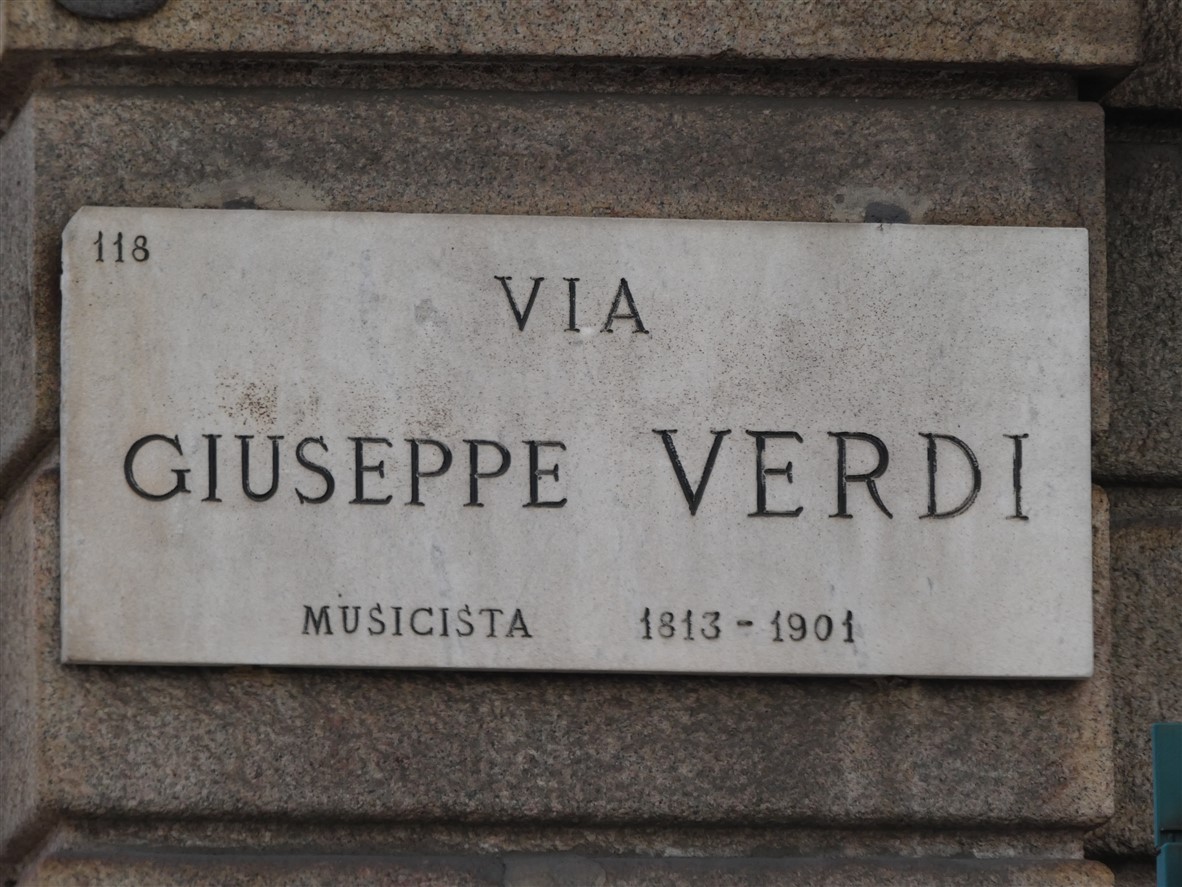 118
VIA
GIUSEPPE VERDI
MUSICISTA 1813 - 1901